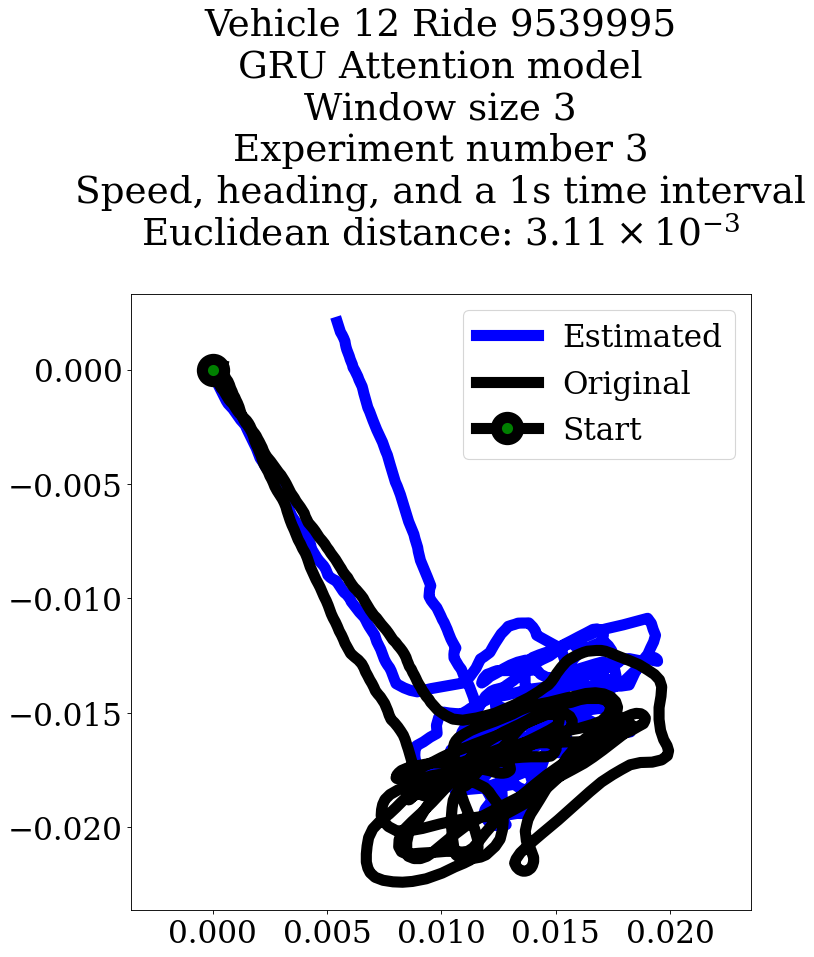 Vehicle 12 Ride 9539995
GRU Attention model
Window size 3
Experiment number 3
Speed, heading, and a 1s time interval
Euclidean distance: 3.11 × 10⁻³
Estimated
Original
Start
0.000
−0.005
−0.010
−0.015
−0.020
0.000 0.005 0.010 0.015 0.020